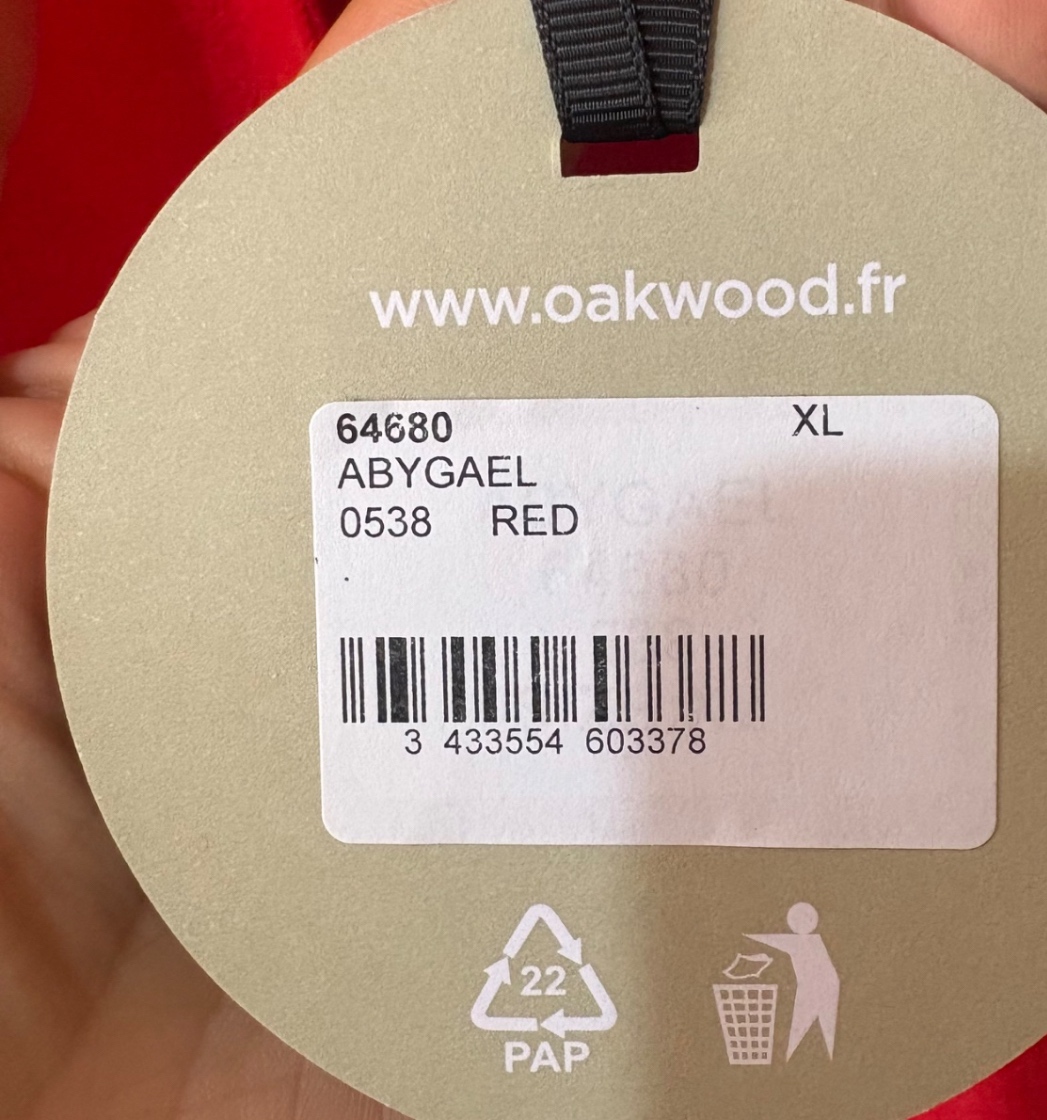 www.oakwood.fr
64680 XL
ABYGAEL
0538 RED
.
3 433554 603378
22
PAP